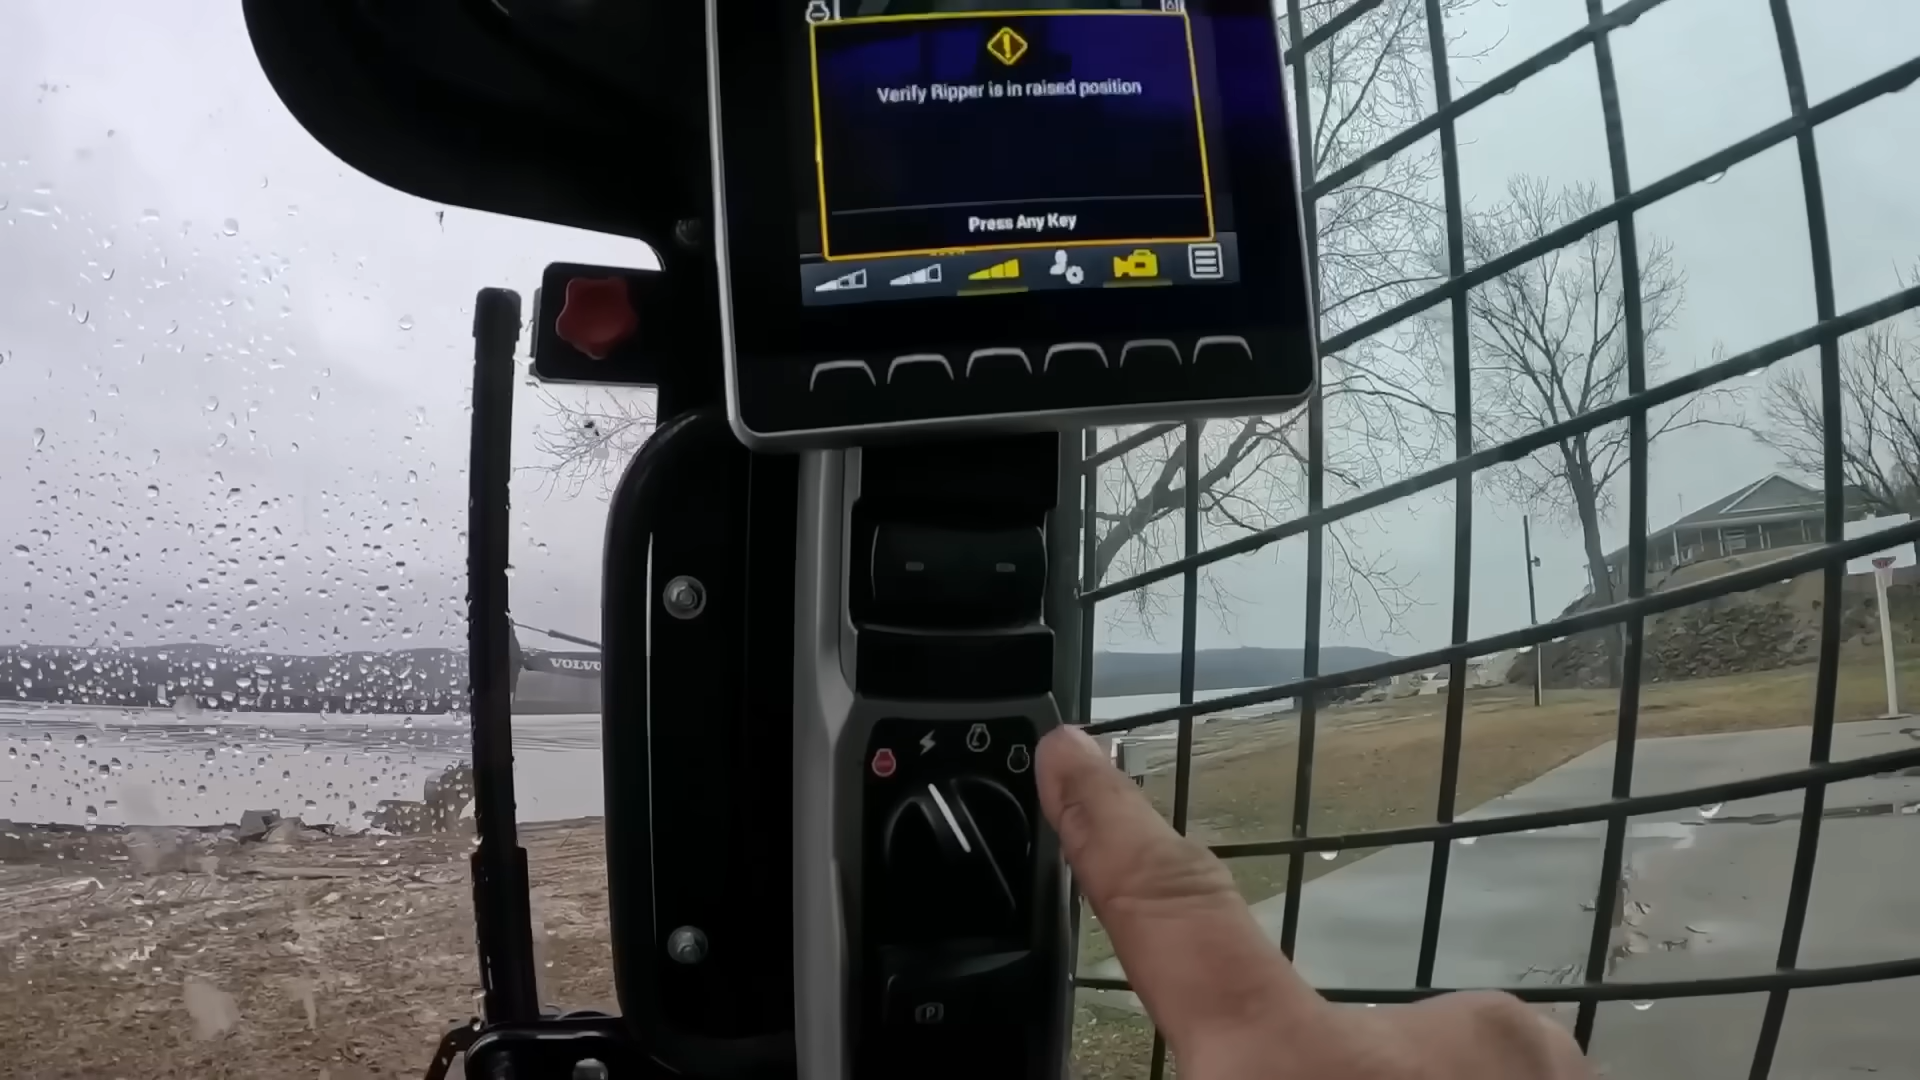 Verify Ripper is in raised position
Press Any Key
VOLVO
P